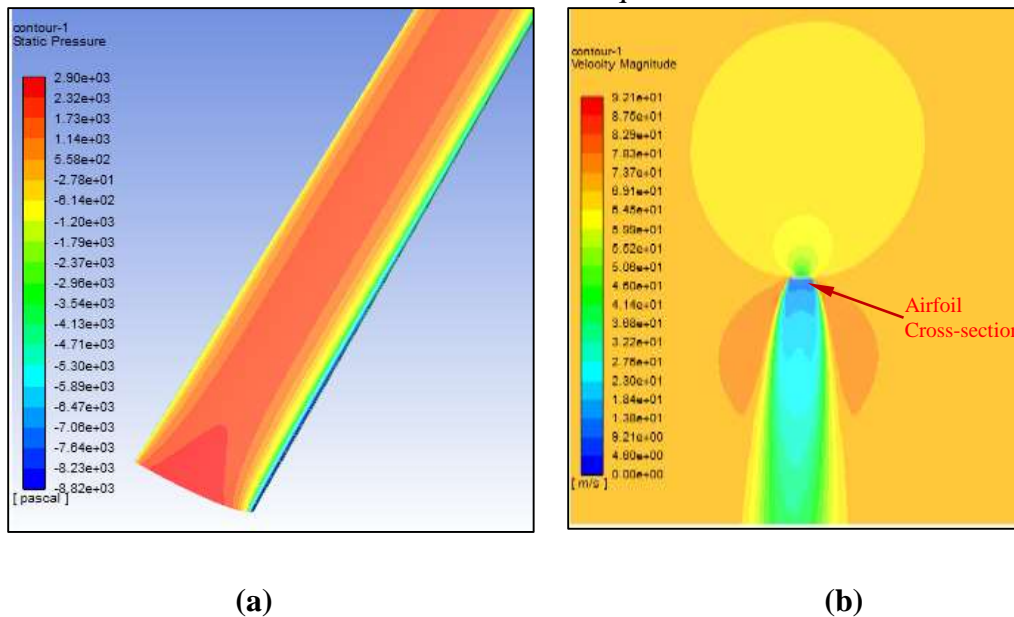 contour-1
Static Pressure
2.90e+03
2.32e+03
1.73e+03
1.14e+03
5.58e+02
-2.78e+01
-6.14e+02
-1.20e+03
-1.79e+03
-2.37e+03
-2.96e+03
-3.54e+03
-4.13e+03
-4.71e+03
-5.30e+03
-5.89e+03
-6.47e+03
-7.06e+03
-7.64e+03
-8.23e+03
-8.82e+03
[ pascal ]
contour-1
Velocity Magnitude
9.21e+01
8.75e+01
8.29e+01
7.83e+01
7.37e+01
6.91e+01
6.45e+01
5.99e+01
5.52e+01
5.06e+01
4.60e+01
4.14e+01
3.68e+01
3.22e+01
2.76e+01
2.30e+01
1.84e+01
1.38e+01
9.21e+00
4.60e+00
0.00e+00
[ m/s ]
Airfoil
Cross-section
(a)
(b)